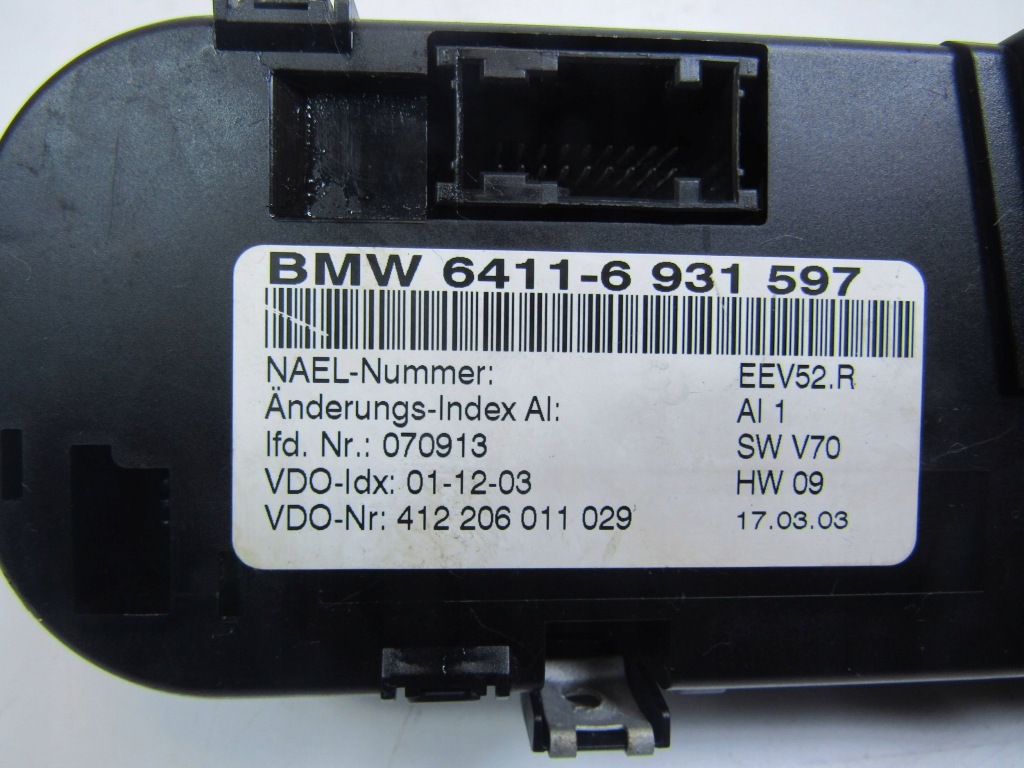 BMW 6411-6 931 597
NAEL-Nummer: EEV52.R
Änderungs-Index AI: AI 1
lfd. Nr.: 070913 SW V70
VDO-Idx: 01-12-03 HW 09
VDO-Nr: 412 206 011 029 17.03.03